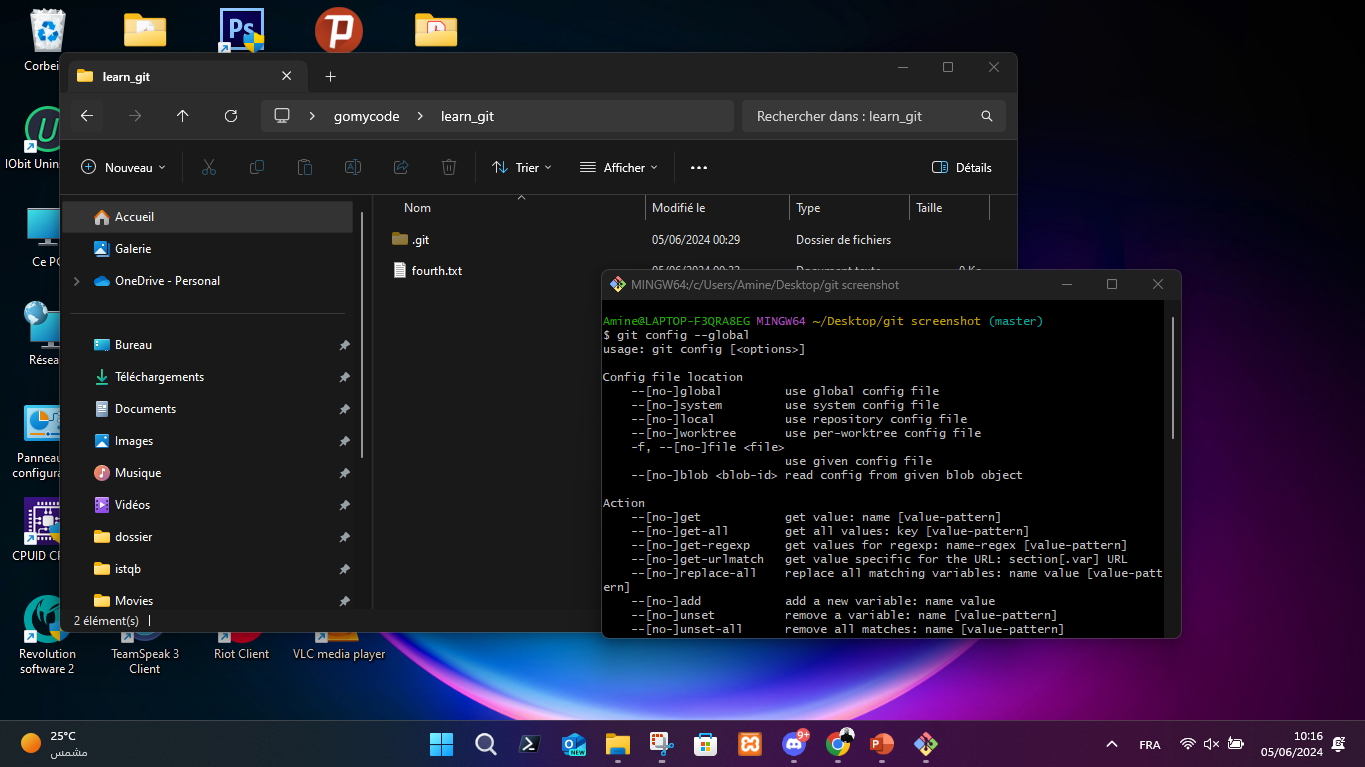 Corbei
Ps
learn_git
gomycode
learn_git
Rechercher dans : learn_git
IObit Unin
Nouveau
Trier
Afficher
Détails
Nom
Modifié le
Type
Taille
Accueil
.git
05/06/2024 00:29
Dossier de fichiers
Galerie
fourth.txt
Ce PC
OneDrive - Personal
Résea
Bureau
Téléchargements
Documents
Images
Musique
Vidéos
dossier
istqb
Movies
2 élément(s)
Pannea
configura
CPUID CP
MINGW64:/c/Users/Amine/Desktop/git screenshot
Amine@LAPTOP-F3QRA8EG MINGW64 ~/Desktop/git screenshot (master)
$ git config --global
usage: git config [<options>]
Config file location
--[no-]global use global config file
--[no-]system use system config file
--[no-]local use repository config file
--[no-]worktree use per-worktree config file
-f, --[no-]file <file>
use given config file
--[no-]blob <blob-id> read config from given blob object
Action
--[no-]get get value: name [value-pattern]
--[no-]get-all get all values: key [value-pattern]
--[no-]get-regexp get values for regexp: name-regex [value-pattern]
--[no-]get-urlmatch get value specific for the URL: section[.var] URL
--[no-]replace-all replace all matching variables: name value [value-patt
ern]
--[no-]add add a new variable: name value
--[no-]unset remove a variable: name [value-pattern]
--[no-]unset-all remove all matches: name [value-pattern]
Revolution
software 2
TeamSpeak 3
Client
Riot Client
VLC media player
25°C
مشمس
NEW
9+
FRA
10:16
05/06/2024